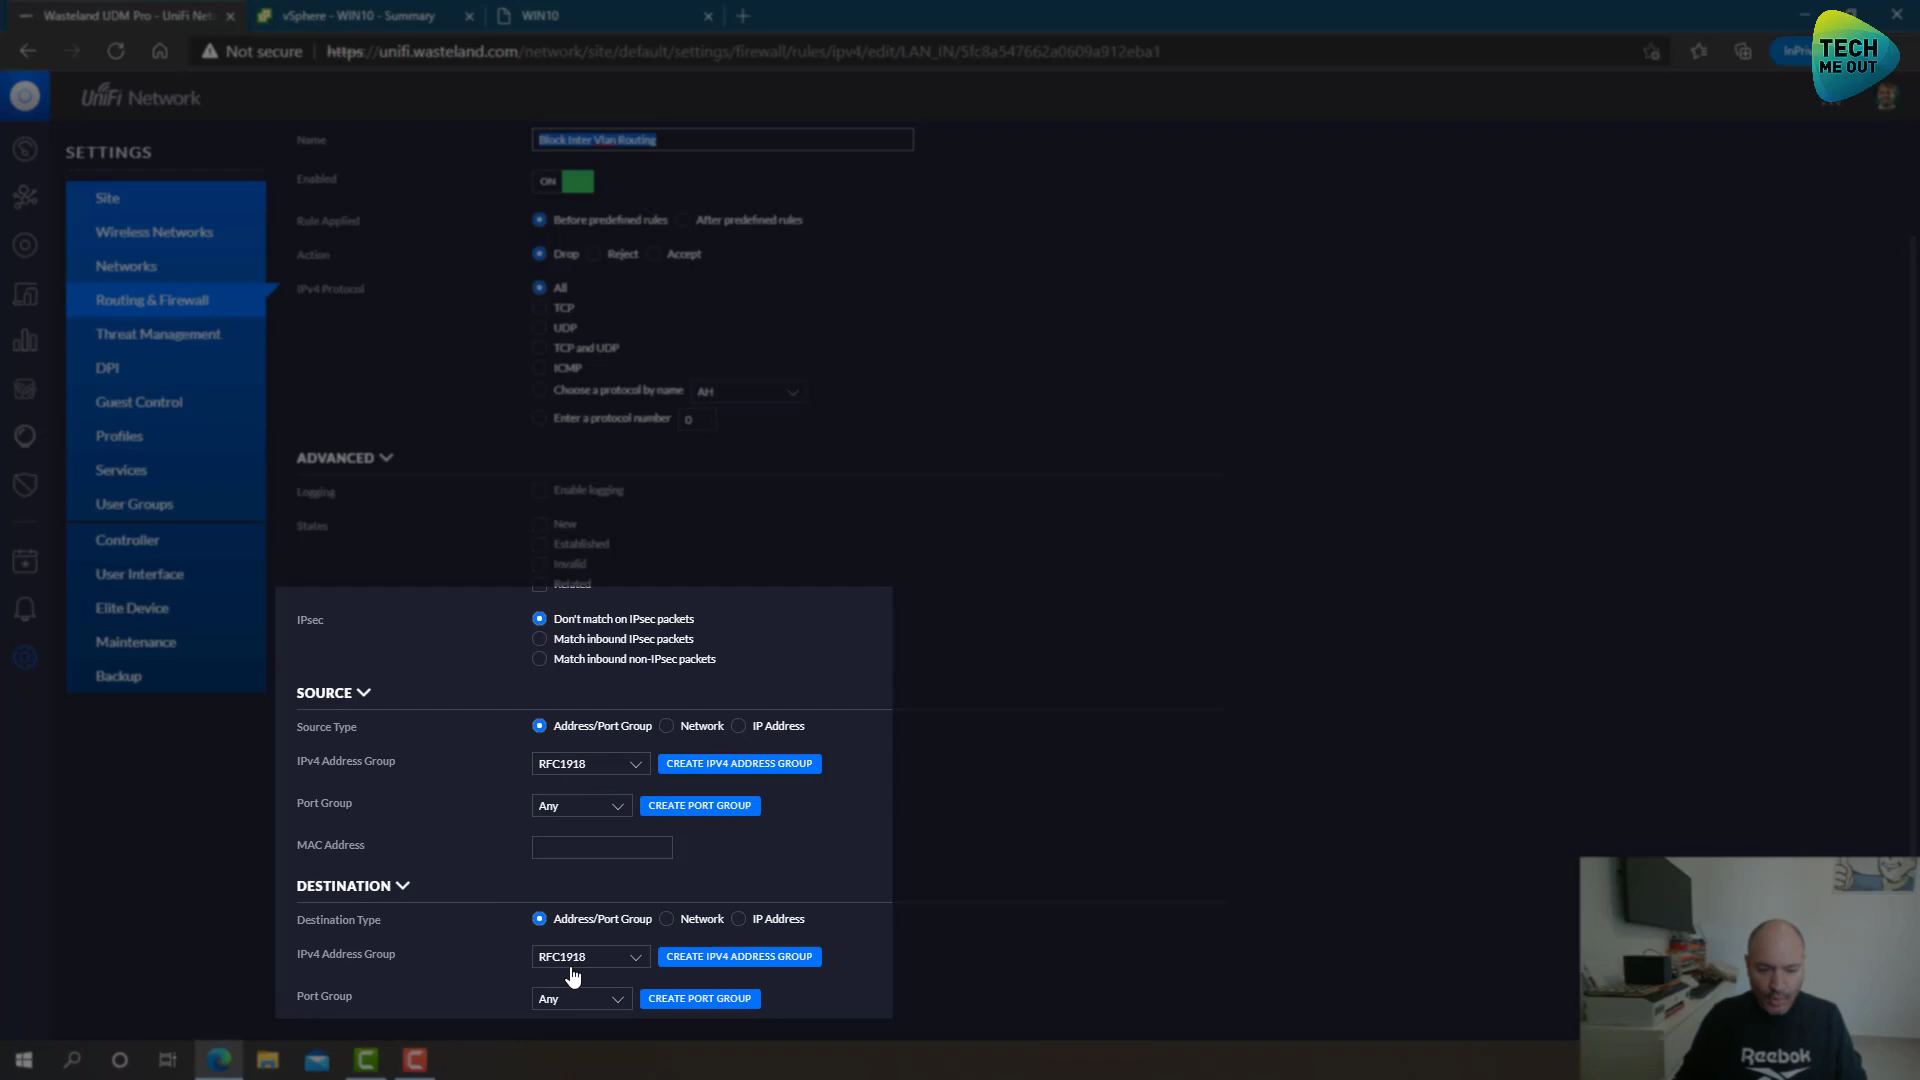 Wasteland UDM Pro - UniFi Net
vSphere - WIN10 - Summary
WIN10
Not secure
https://unifi.wasteland.com/network/site/default/settings/firewall/rules/ipv4/edit/LAN_IN/5fc8a547662a0609a912eba1
InPriv
TECH
ME OUT
UniFi Network
SETTINGS
Site
Wireless Networks
Networks
Routing & Firewall
Threat Management
DPI
Guest Control
Profiles
Services
User Groups
Controller
User Interface
Elite Device
Maintenance
Backup
Name
Block Inter Vlan Routing
Enabled
ON
Rule Applied
Before predefined rules
After predefined rules
Action
Drop
Reject
Accept
IPv4 Protocol
All
TCP
UDP
TCP and UDP
ICMP
Choose a protocol by name
AH
Enter a protocol number
0
ADVANCED
Logging
Enable logging
States
New
Established
Invalid
Related
IPsec
Don't match on IPsec packets
Match inbound IPsec packets
Match inbound non-IPsec packets
SOURCE
Source Type
Address/Port Group
Network
IP Address
IPv4 Address Group
RFC1918
CREATE IPV4 ADDRESS GROUP
Port Group
Any
CREATE PORT GROUP
MAC Address
DESTINATION
Destination Type
Address/Port Group
Network
IP Address
IPv4 Address Group
RFC1918
CREATE IPV4 ADDRESS GROUP
Port Group
Any
CREATE PORT GROUP
Reebok